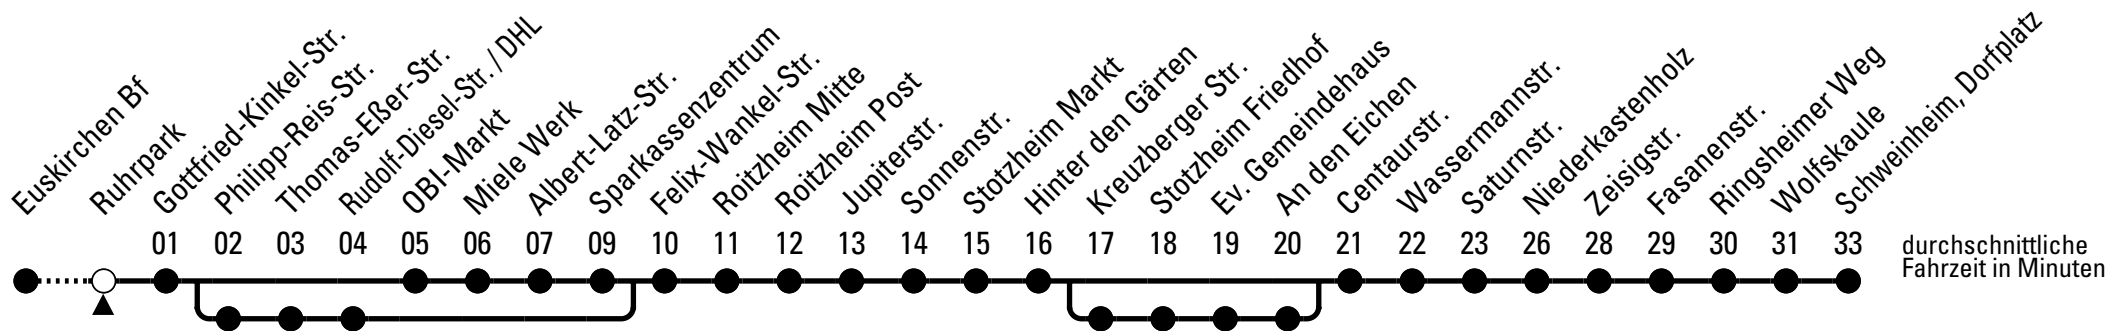 Euskirchen Bf
Ruhrpark
Gottfried-Kinkel-Str.
Philipp-Reis-Str.
Thomas-Eßer-Str.
Rudolf-Diesel-Str. / DHL
OBI-Markt
Miele Werk
Albert-Latz-Str.
Sparkassenzentrum
Felix-Wankel-Str.
Roitzheim Mitte
Roitzheim Post
Jupiterstr.
Sonnenstr.
Stotzheim Markt
Hinter den Gärten
Kreuzberger Str.
Stotzheim Friedhof
Ev. Gemeindehaus
An den Eichen
Centaurstr.
Wassermannstr.
Saturnstr.
Niederkastenholz
Zeisigstr.
Fasanenstr.
Ringsheimer Weg
Wolfskaule
Schweinheim, Dorfplatz
01 02 03 04 05 06 07 09 10 11 12 13 14 15 16 17 18 19 20 21 22 23 26 28 29 30 31 33
durchschnittliche
Fahrzeit in Minuten